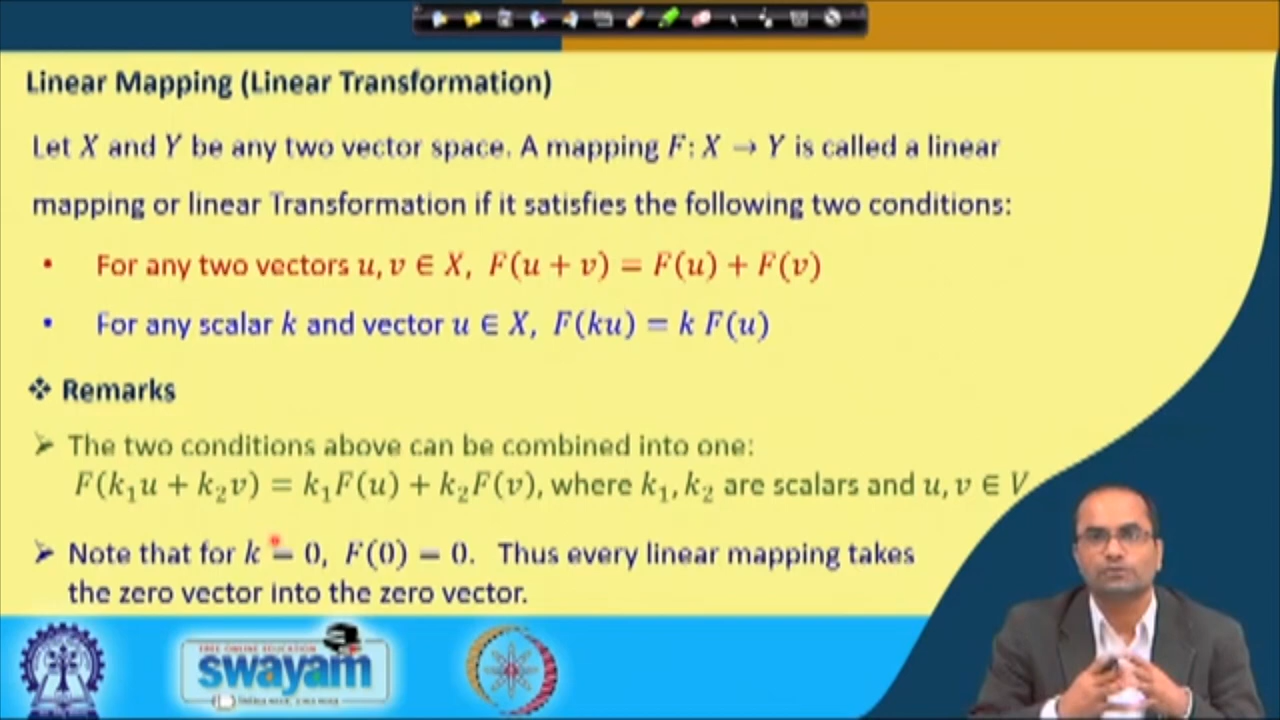 Linear Mapping (Linear Transformation)
Let X and Y be any two vector space. A mapping F: X → Y is called a linear
mapping or linear Transformation if it satisfies the following two conditions:
• For any two vectors u, v ∈ X, F(u + v) = F(u) + F(v)
• For any scalar k and vector u ∈ X, F(ku) = k F(u)
❖ Remarks
➢ The two conditions above can be combined into one:
F(k₁u + k₂v) = k₁F(u) + k₂F(v), where k₁, k₂ are scalars and u, v ∈ V
➢ Note that for k = 0, F(0) = 0. Thus every linear mapping takes
the zero vector into the zero vector.
FREE ONLINE EDUCATION
swayam